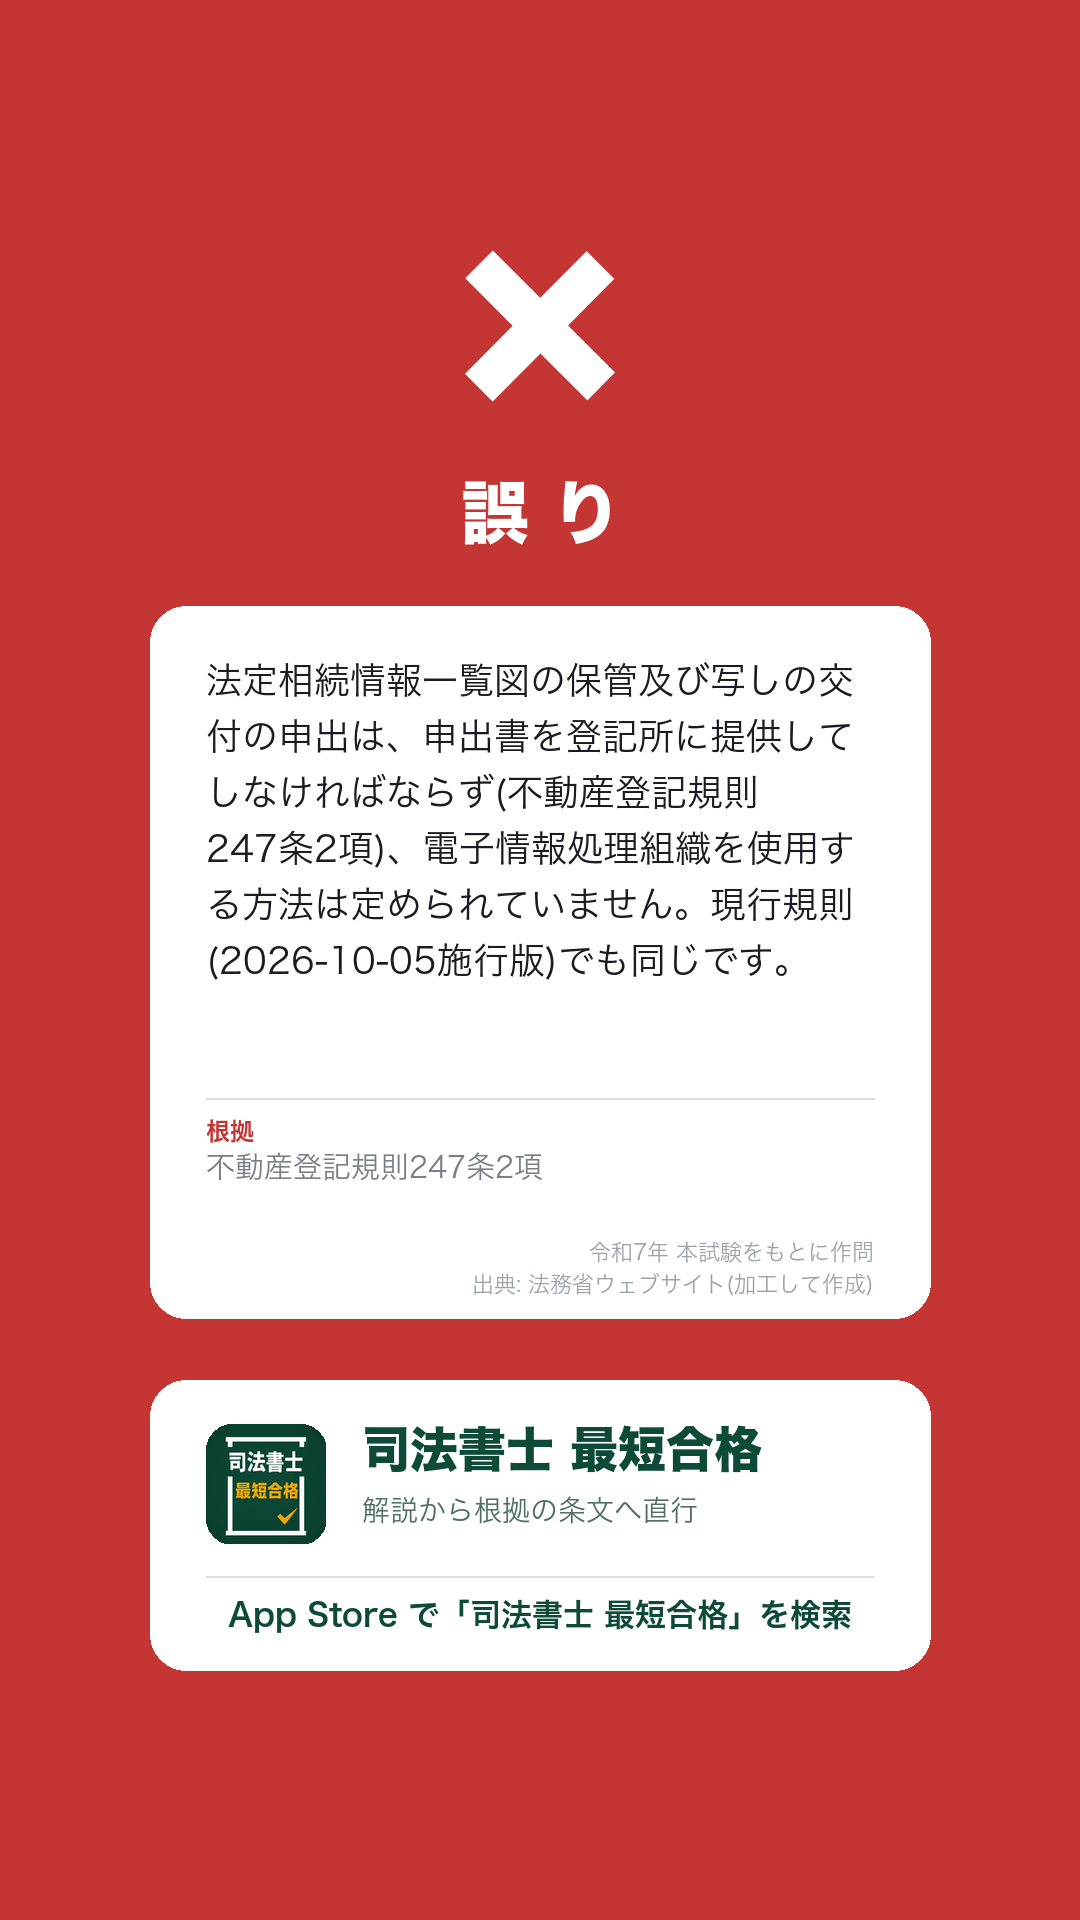 誤り
法定相続情報一覧図の保管及び写しの交
付の申出は、申出書を登記所に提供して
しなければならず(不動産登記規則
247条2項)、電子情報処理組織を使用す
る方法は定められていません。現行規則
(2026-10-05施行版)でも同じです。
根拠
不動産登記規則247条2項
令和7年 本試験をもとに作問
出典: 法務省ウェブサイト(加工して作成)
司法書士
最短合格
司法書士 最短合格
解説から根拠の条文へ直行
App Store で「司法書士 最短合格」を検索